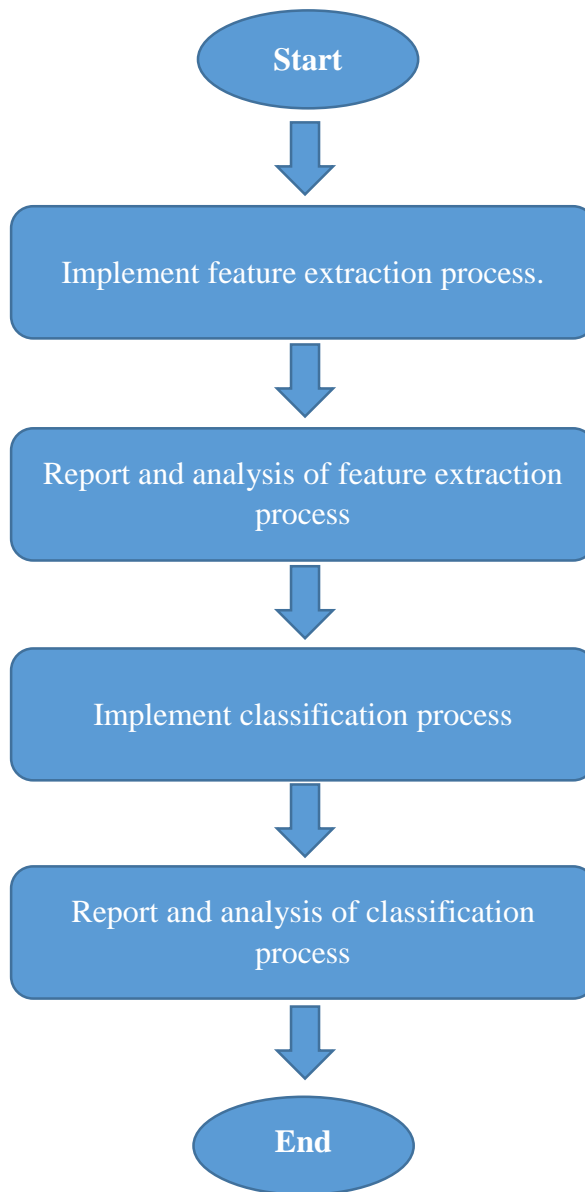 Start
Implement feature extraction process.
Report and analysis of feature extraction
process
Implement classification process
Report and analysis of classification
process
End